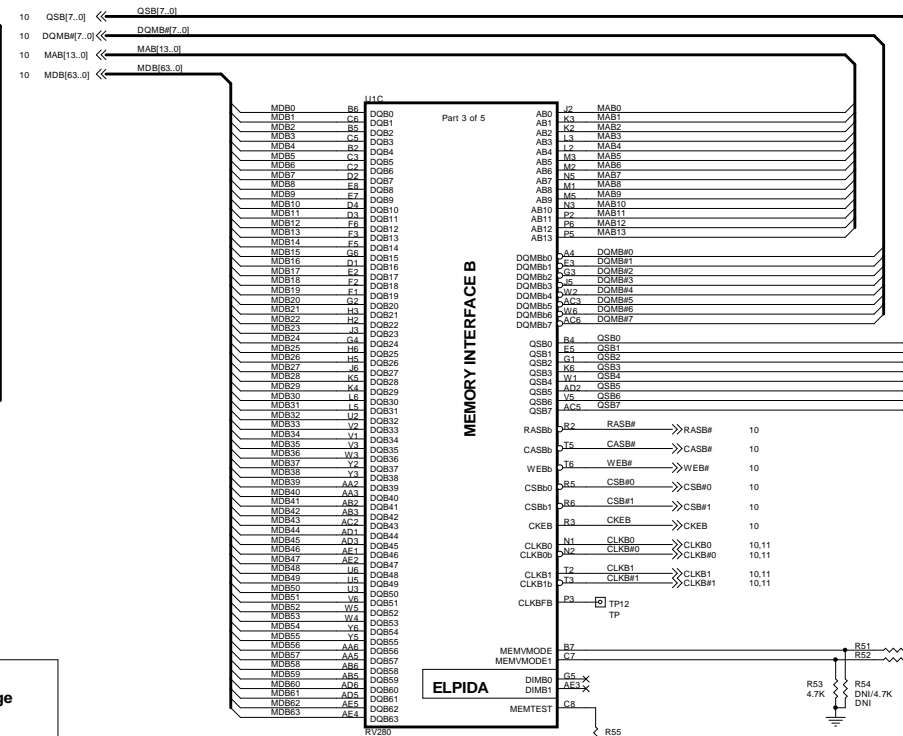 10 QSB[7..0] QSB[7..0]
10 DQMB#[7..0] DQMB#[7..0]
10 MAB[13..0] MAB[13..0]
10 MDB[63..0] MDB[63..0]
U1C
Part 3 of 5
MDB0 B6 DQB0
MDB1 C6 DQB1
MDB2 B5 DQB2
MDB3 C5 DQB3
MDB4 B2 DQB4
MDB5 C3 DQB5
MDB6 C2 DQB6
MDB7 D2 DQB7
MDB8 E8 DQB8
MDB9 E7 DQB9
MDB10 D4 DQB10
MDB11 D3 DQB11
MDB12 F6 DQB12
MDB13 F3 DQB13
MDB14 F5 DQB14
MDB15 G6 DQB15
MDB16 D1 DQB16
MDB17 E2 DQB17
MDB18 F2 DQB18
MDB19 F1 DQB19
MDB20 G2 DQB20
MDB21 H3 DQB21
MDB22 H2 DQB22
MDB23 J3 DQB23
MDB24 G4 DQB24
MDB25 H6 DQB25
MDB26 H5 DQB26
MDB27 J6 DQB27
MDB28 K5 DQB28
MDB29 K4 DQB29
MDB30 L6 DQB30
MDB31 L5 DQB31
MDB32 U2 DQB32
MDB33 V2 DQB33
MDB34 V1 DQB34
MDB35 V3 DQB35
MDB36 W3 DQB36
MDB37 Y2 DQB37
MDB38 Y3 DQB38
MDB39 AA2 DQB39
MDB40 AA3 DQB40
MDB41 AB2 DQB41
MDB42 AB3 DQB42
MDB43 AC2 DQB43
MDB44 AD1 DQB44
MDB45 AD3 DQB45
MDB46 AE1 DQB46
MDB47 AE2 DQB47
MDB48 U6 DQB48
MDB49 U5 DQB49
MDB50 U3 DQB50
MDB51 V6 DQB51
MDB52 W5 DQB52
MDB53 W4 DQB53
MDB54 Y6 DQB54
MDB55 Y5 DQB55
MDB56 AA6 DQB56
MDB57 AA5 DQB57
MDB58 AB6 DQB58
MDB59 AB5 DQB59
MDB60 AD6 DQB60
MDB61 AD5 DQB61
MDB62 AE5 DQB62
MDB63 AE4 DQB63
MEMORY INTERFACE B
ELPIDA
RV280
AB0 J2 MAB0
AB1 K3 MAB1
AB2 K2 MAB2
AB3 L3 MAB3
AB4 L2 MAB4
AB5 M3 MAB5
AB6 M2 MAB6
AB7 N5 MAB7
AB8 M1 MAB8
AB9 M5 MAB9
AB10 N3 MAB10
AB11 P2 MAB11
AB12 P6 MAB12
AB13 P5 MAB13
DQMBb0 A4 DQMB#0
DQMBb1 E3 DQMB#1
DQMBb2 G3 DQMB#2
DQMBb3 J5 DQMB#3
DQMBb4 W2 DQMB#4
DQMBb5 AC3 DQMB#5
DQMBb6 W6 DQMB#6
DQMBb7 AC6 DQMB#7
QSB0 B4 QSB0
QSB1 E5 QSB1
QSB2 G1 QSB2
QSB3 K6 QSB3
QSB4 W1 QSB4
QSB5 AD2 QSB5
QSB6 V5 QSB6
QSB7 AC5 QSB7
RASBb R2 RASB# RASB# 10
CASBb T5 CASB# CASB# 10
WEBb T6 WEB# WEB# 10
CSBb0 R5 CSB#0 CSB#0 10
CSBb1 R6 CSB#1 CSB#1 10
CKEB R3 CKEB CKEB 10
CLKB0 N1 CLKB0 CLKB0 10,11
CLKB0b N2 CLKB#0 CLKB#0 10,11
CLKB1 T2 CLKB1 CLKB1 10,11
CLKB1b T3 CLKB#1 CLKB#1 10,11
CLKBFB P3 TP12
TP
MEMVMODE B7 R51
MEMVMODE1 C7 R52
DIMB0 G5
DIMB1 AE3
MEMTEST C8
R53
4.7K
R54
DNI/4.7K
DNI
R55
ge